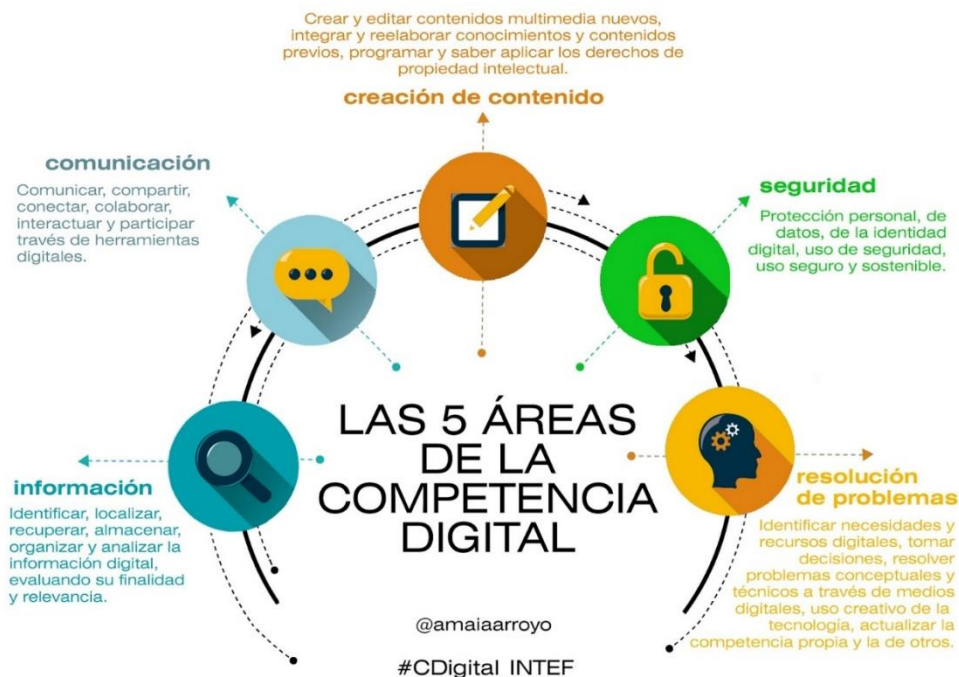 Crear y editar contenidos multimedia nuevos,
integrar y reelaborar conocimientos y contenidos
previos, programar y saber aplicar los derechos de
propiedad intelectual.
creación de contenido
comunicación
Comunicar, compartir,
conectar, colaborar,
interactuar y participar
través de herramientas
digitales.
seguridad
Protección personal, de
datos, de la identidad
digital, uso de seguridad,
uso seguro y sostenible.
información
Identificar, localizar,
recuperar, almacenar,
organizar y analizar la
información digital,
evaluando su finalidad
y relevancia.
LAS 5 ÁREAS
DE LA
COMPETENCIA
DIGITAL
resolución
de problemas
Identificar necesidades y
recursos digitales, tomar
decisiones, resolver
problemas conceptuales y
técnicos a través de medios
digitales, uso creativo de la
tecnología, actualizar la
competencia propia y la de otros.
@amaiaarroyo
#CDigital INTEF